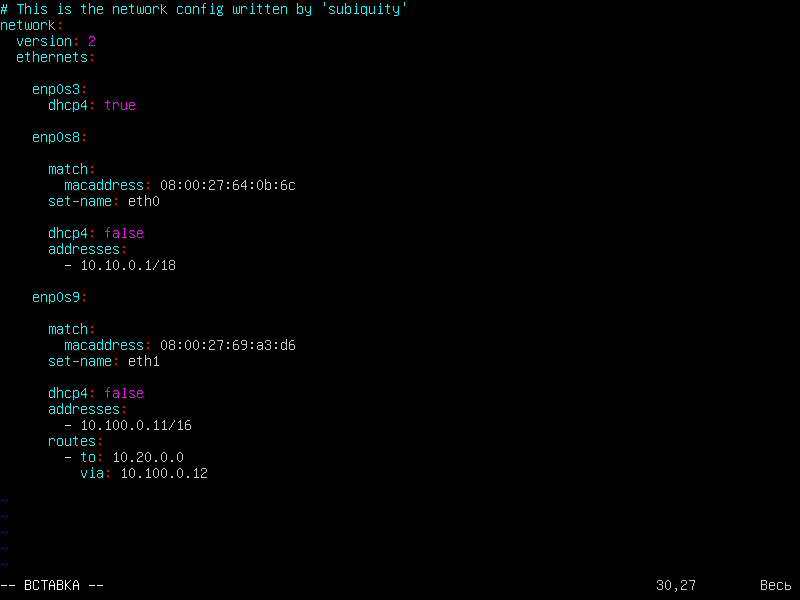 # This is the network config written by 'subiquity'
network:
  version: 2
  ethernets:

    enp0s3:
      dhcp4: true

    enp0s8:

      match:
        macaddress: 08:00:27:64:0b:6c
      set-name: eth0

      dhcp4: false
      addresses:
        - 10.10.0.1/18

    enp0s9:

      match:
        macaddress: 08:00:27:69:a3:d6
      set-name: eth1

      dhcp4: false
      addresses:
        - 10.100.0.11/16
      routes:
        - to: 10.20.0.0
          via: 10.100.0.12
~
~
~
~
~
-- ВСТАВКА -- 30,27 Весь